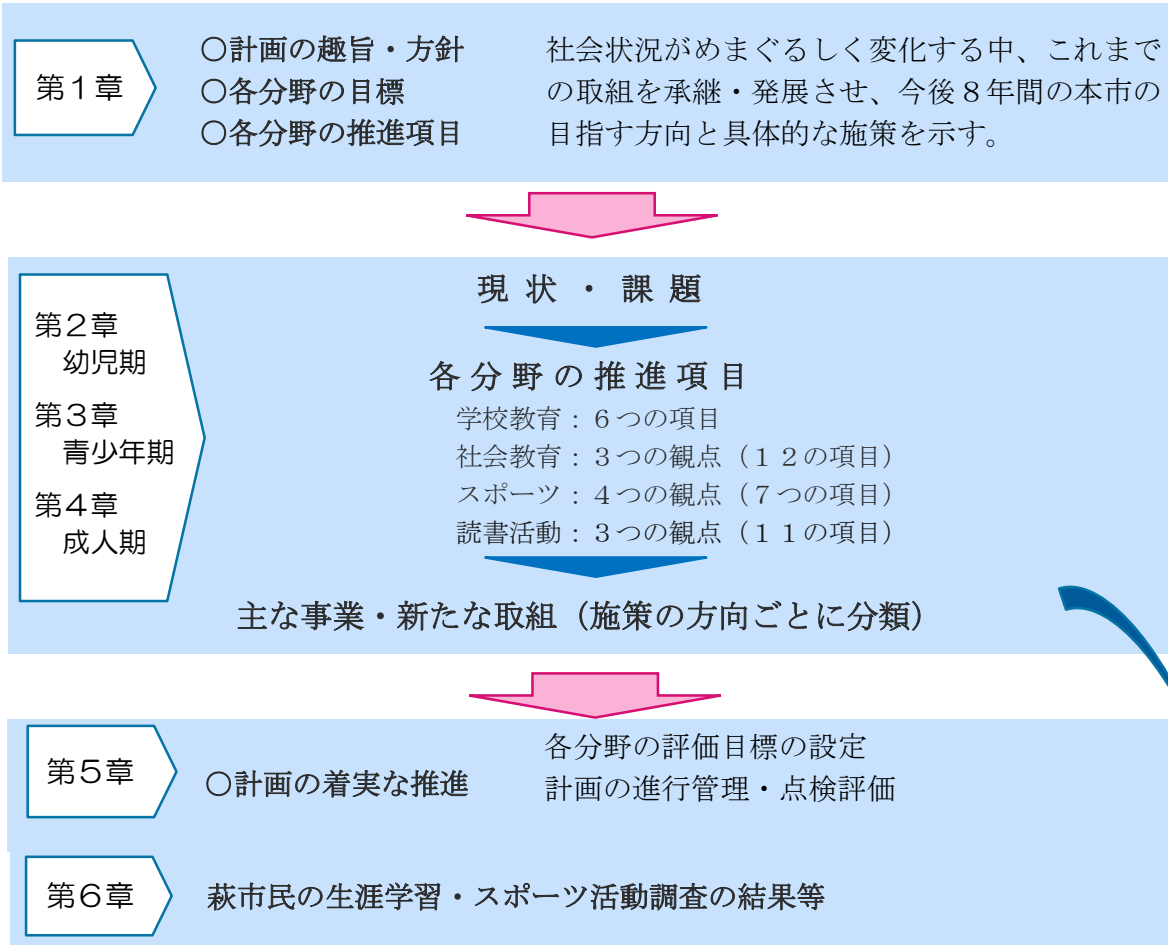 第1章
〇計画の趣旨・方針
〇各分野の目標
〇各分野の推進項目
社会状況がめまぐるしく変化する中、これまで
の取組を承継・発展させ、今後８年間の本市の
目指す方向と具体的な施策を示す。
第2章
幼児期
第3章
青少年期
第4章
成人期
現 状 ・ 課 題
各 分 野 の 推 進 項 目
学校教育：６つの項目
社会教育：３つの観点（１２の項目）
スポーツ：４つの観点（７つの項目）
読書活動：３つの観点（１１の項目）
主な事業・新たな取組（施策の方向ごとに分類）
第5章
〇計画の着実な推進
各分野の評価目標の設定
計画の進行管理・点検評価
第6章
萩市民の生涯学習・スポーツ活動調査の結果等